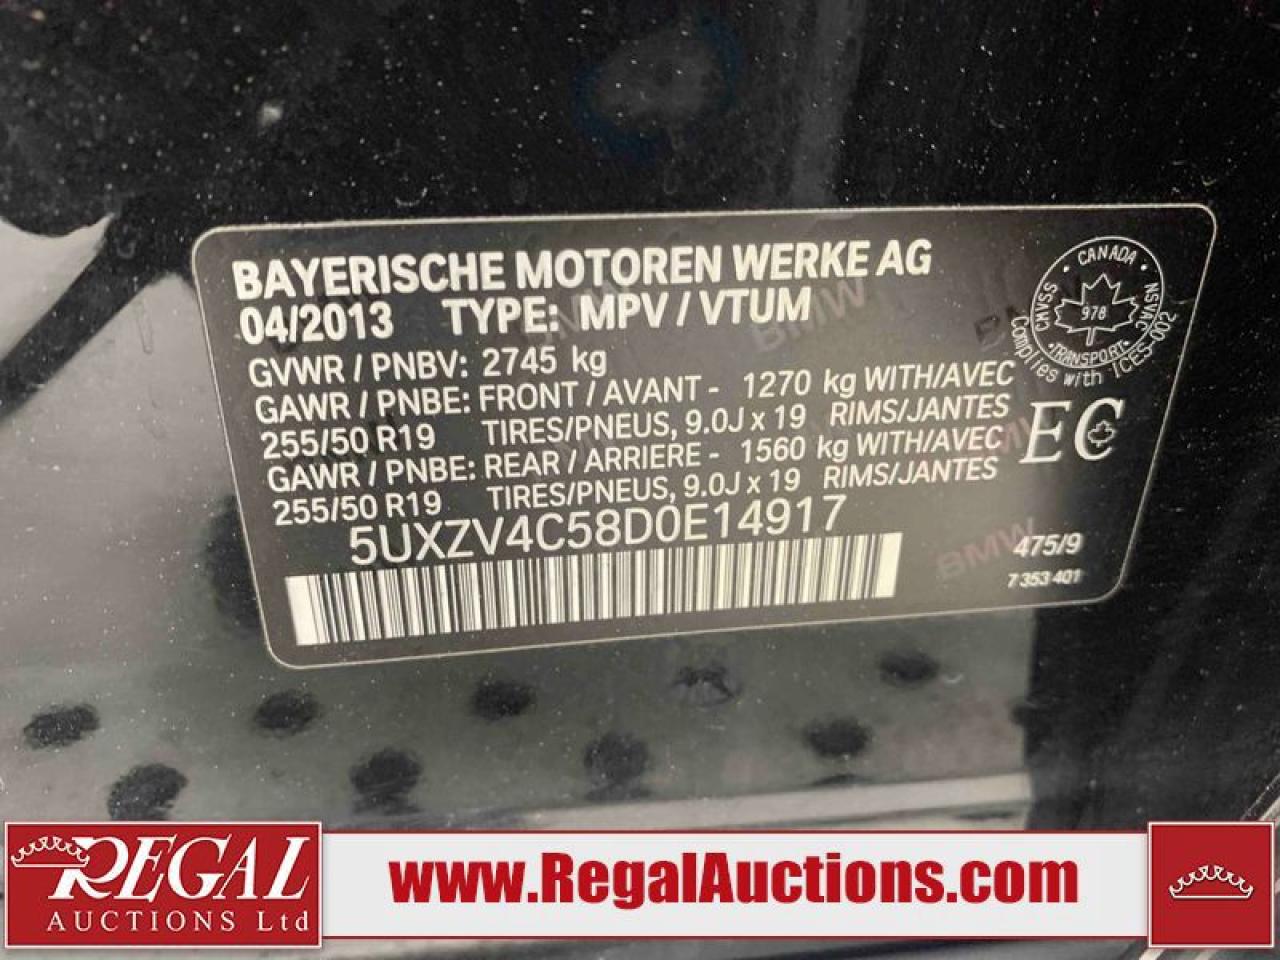 BAYERISCHE MOTOREN WERKE AG
04/2013 TYPE: MPV / VTUM
GVWR / PNBV: 2745 kg
GAWR / PNBE: FRONT / AVANT - 1270 kg WITH/AVEC
255/50 R19 TIRES/PNEUS, 9.0J x 19 RIMS/JANTES
GAWR / PNBE: REAR / ARRIERE - 1560 kg WITH/AVEC
255/50 R19 TIRES/PNEUS, 9.0J x 19 RIMS/JANTES
5UXZV4C58D0E14917
CANADA
CMVSS 978 NSVAC
TRANSPORT
Complies with ICES-002
EC
475/9
7 353 401
BMW
BMW
BMW
REGAL
AUCTIONS Ltd
www.RegalAuctions.com